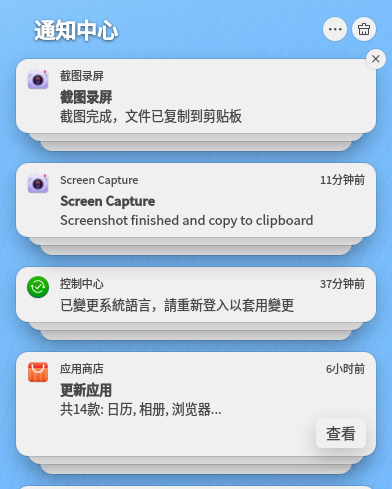 通知中心
截图录屏
截图录屏
截图完成，文件已复制到剪贴板
Screen Capture 11分钟前
Screen Capture
Screenshot finished and copy to clipboard
控制中心 37分钟前
已變更系統語言，請重新登入以套用變更
应用商店 6小时前
更新应用
共14款: 日历, 相册, 浏览器...
查看